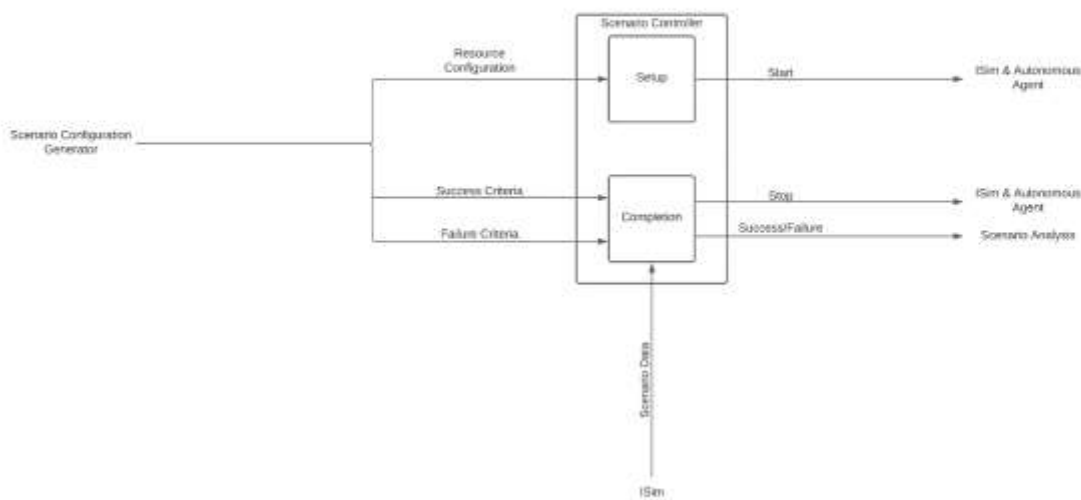 Scenario Controller
Resource
Configuration
Setup
Start
ISim & Autonomous
Agent
Scenario Configuration
Generator
Success Criteria
Failure Criteria
Completion
Stop
ISim & Autonomous
Agent
Success/Failure
Scenario Analysis
Scenario Data
ISim